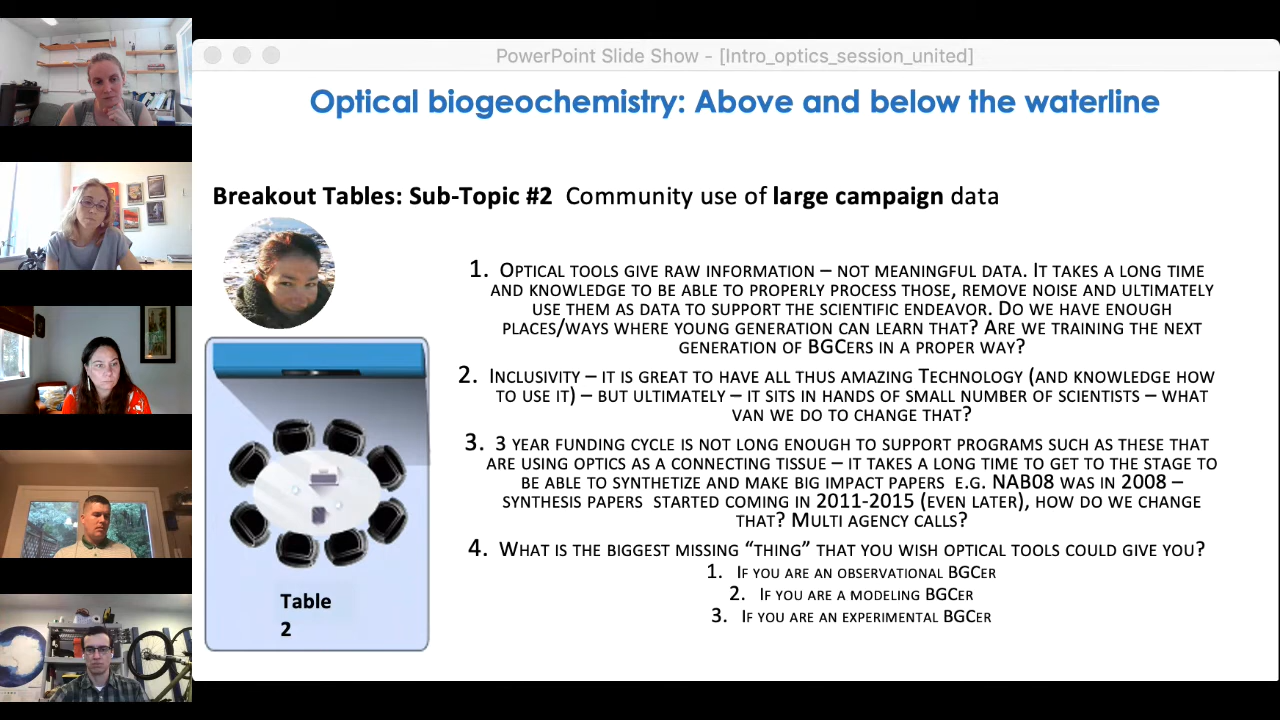 PowerPoint Slide Show - [Intro_optics_session_united]
Optical biogeochemistry: Above and below the waterline
Breakout Tables: Sub-Topic #2 Community use of large campaign data
1. Optical tools give raw information – not meaningful data. It takes a long time
and knowledge to be able to properly process those, remove noise and ultimately
use them as data to support the scientific endeavor. Do we have enough
places/ways where young generation can learn that? Are we training the next
generation of BGCers in a proper way?
2. Inclusivity – it is great to have all thus amazing Technology (and knowledge how
to use it) – but ultimately – it sits in hands of small number of scientists – what
van we do to change that?
3. 3 year funding cycle is not long enough to support programs such as these that
are using optics as a connecting tissue – it takes a long time to get to the stage to
be able to synthetize and make big impact papers e.g. NAB08 was in 2008 –
synthesis papers started coming in 2011-2015 (even later), how do we change
that? Multi agency calls?
4. What is the biggest missing “thing” that you wish optical tools could give you?
1. If you are an observational BGCer
2. If you are a modeling BGCer
3. If you are an experimental BGCer
Table
2